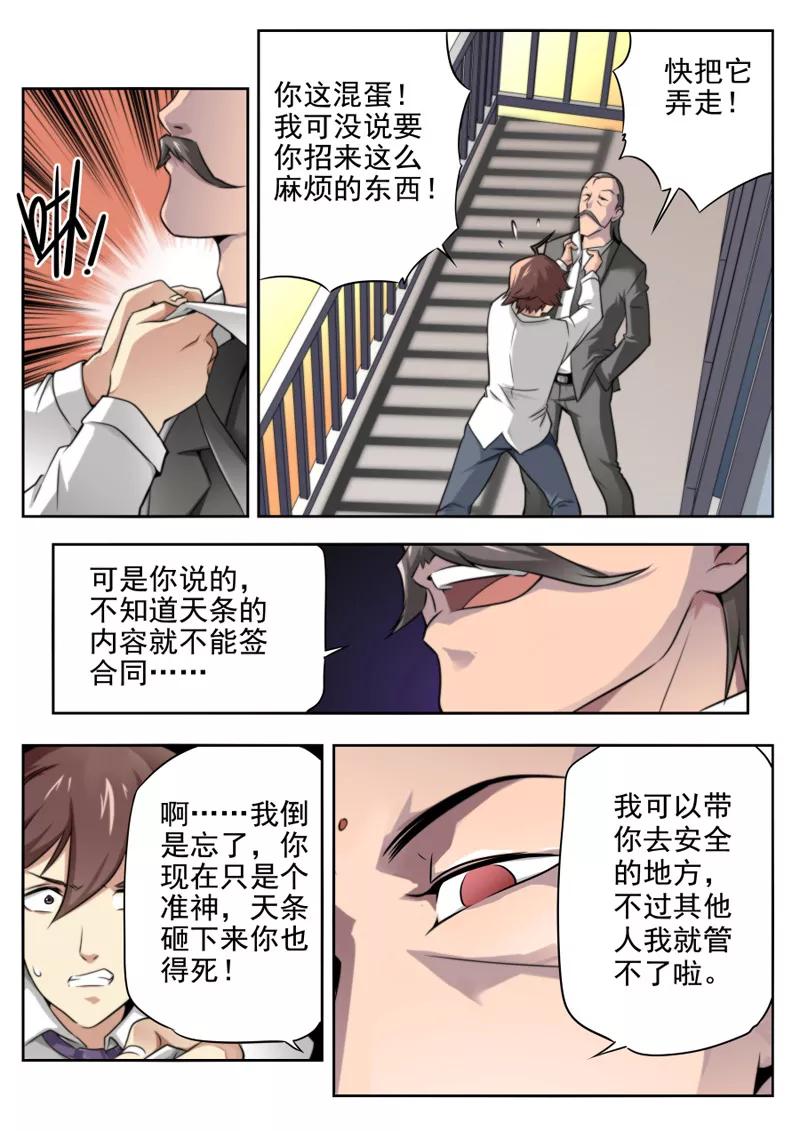 你这混蛋！
我可没说要
你招来这么
麻烦的东西！
快把它
弄走！
可是你说的，
不知道天条的
内容就不能签
合同……
啊……我倒
是忘了，你
现在只是个
准神，天条
砸下来你也
得死！
我可以带
你去安全
的地方，
不过其他
人我就管
不了啦。